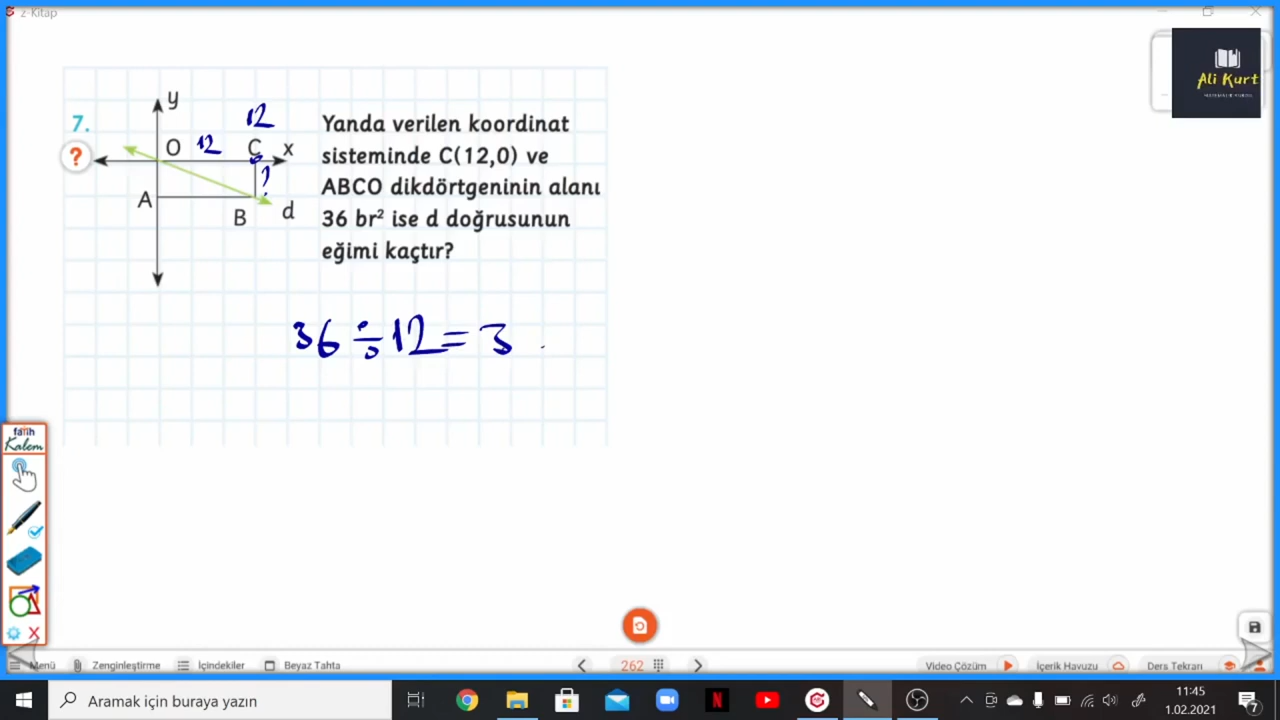 z-Kitap
Ali Kurt
7.
?
y
12
O
12
C
x
?
A
B
d
Yanda verilen koordinat
sisteminde C(12,0) ve
ABCO dikdörtgeninin alanı
36 br² ise d doğrusunun
eğimi kaçtır?
36 ÷ 12 = 3
fatih
Kalem
Menü
Zenginleştirme
İçindekiler
Beyaz Tahta
262
Video Çözüm
İçerik Havuzu
Ders Tekrarı
Aramak için buraya yazın
11:45
1.02.2021
7